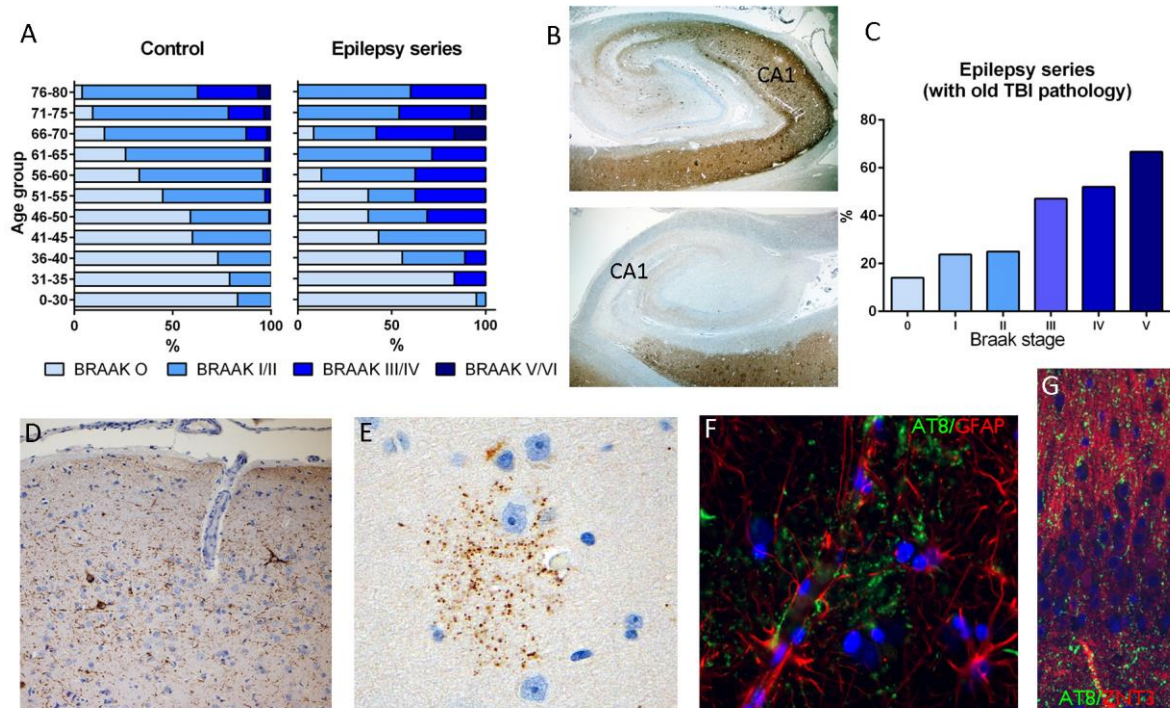 A
Control
Epilepsy series
Age group
76-80
71-75
66-70
61-65
56-60
51-55
46-50
41-45
36-40
31-35
0-30
0
50
100
%
0
50
100
%
BRAAK O
BRAAK I/II
BRAAK III/IV
BRAAK V/VI
B
CA1
CA1
C
Epilepsy series
(with old TBI pathology)
%
80
60
40
20
0
0
I
II
III
IV
V
Braak stage
D
E
F
AT8/GFAP
G
AT8/ZNT3